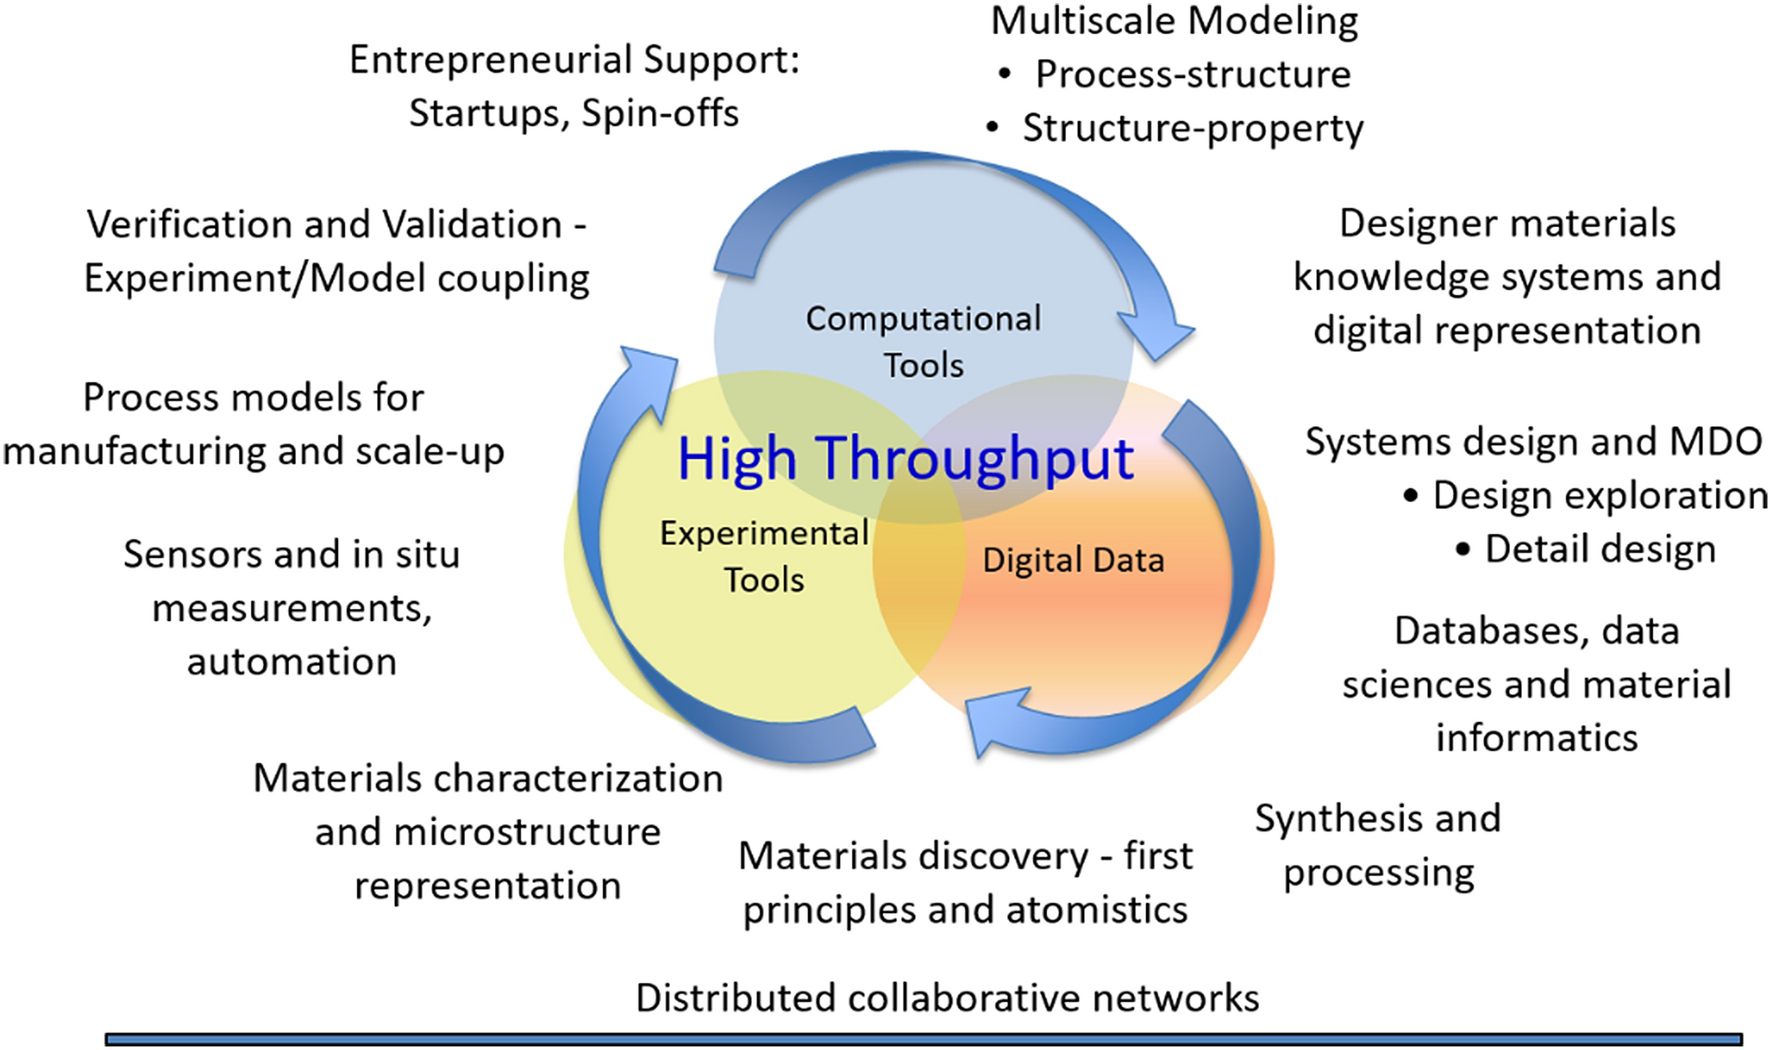 Multiscale Modeling
• Process-structure
• Structure-property
Entrepreneurial Support:
Startups, Spin-offs
Verification and Validation -
Experiment/Model coupling
Designer materials
knowledge systems and
digital representation
Computational
Tools
Process models for
manufacturing and scale-up
High Throughput
Systems design and MDO
• Design exploration
• Detail design
Experimental
Tools
Digital Data
Sensors and in situ
measurements,
automation
Databases, data
sciences and material
informatics
Materials characterization
and microstructure
representation
Materials discovery - first
principles and atomistics
Synthesis and
processing
Distributed collaborative networks